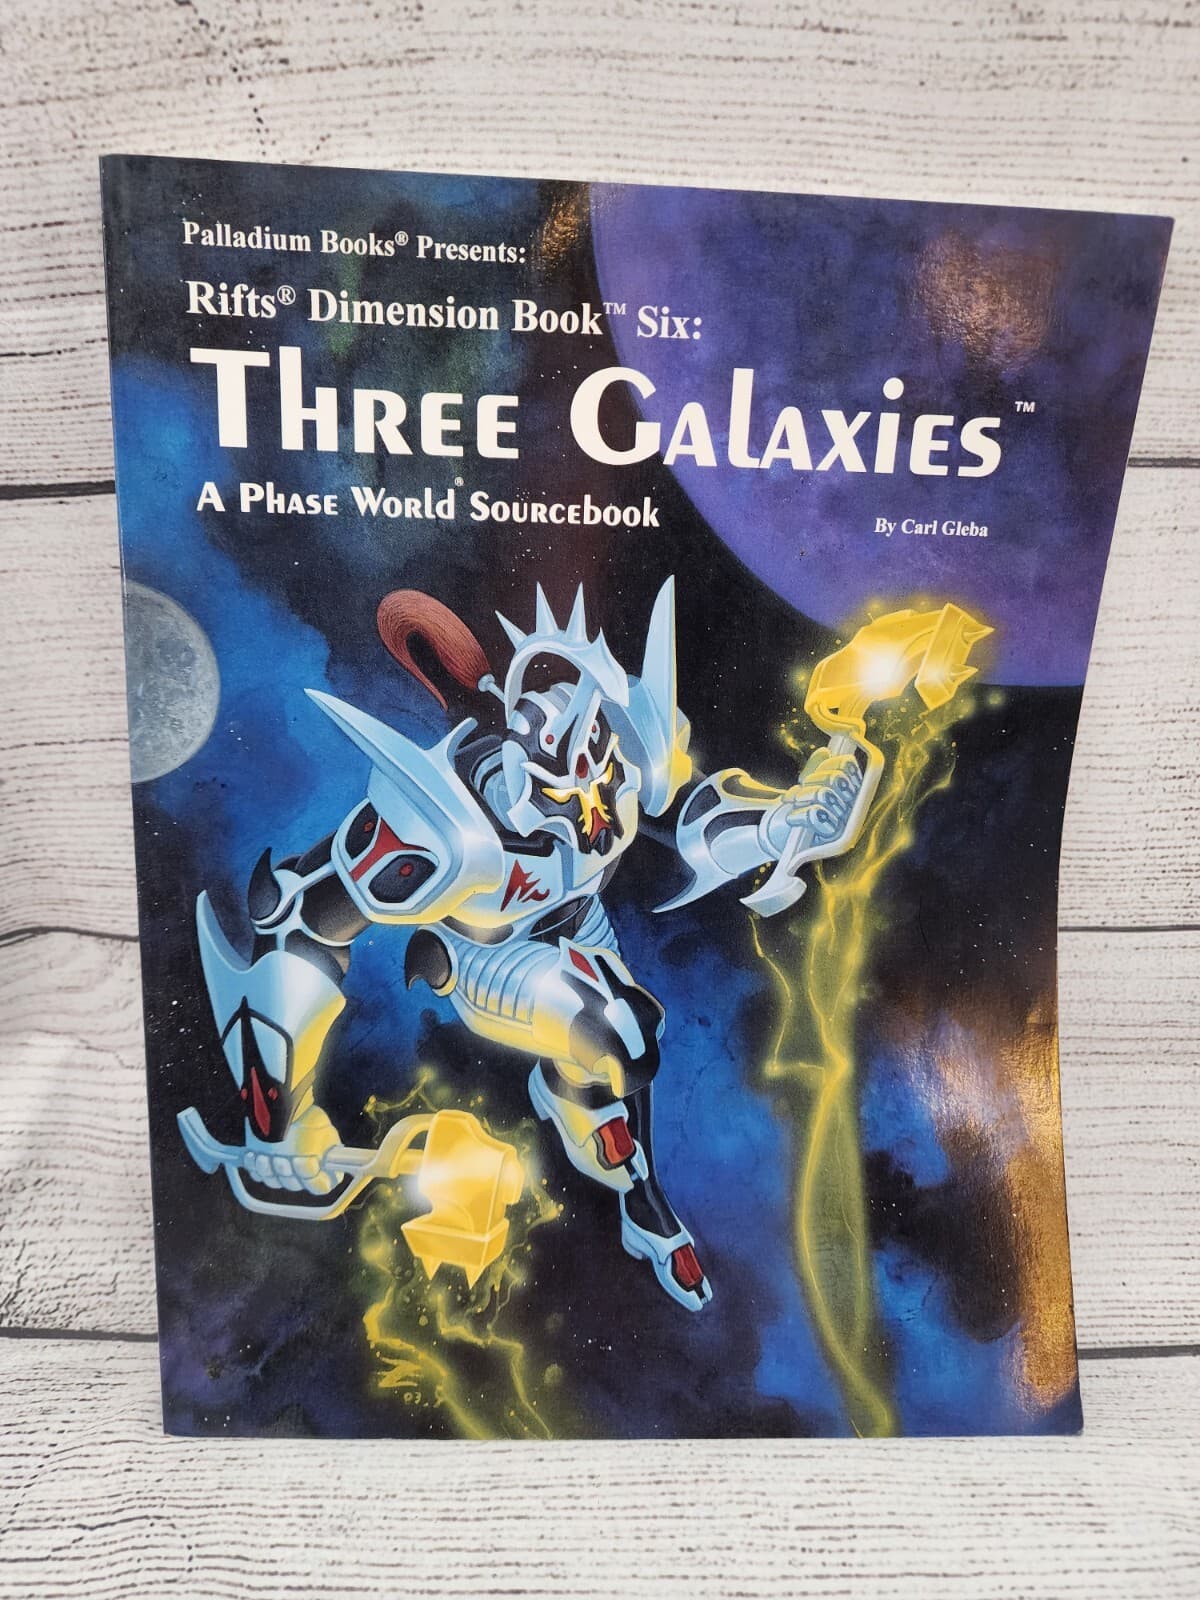 Palladium Books® Presents:
Rifts® Dimension Book™ Six:
THREE GALAXIES™
A PHASE WORLD® SOURCEBOOK
By Carl Gleba